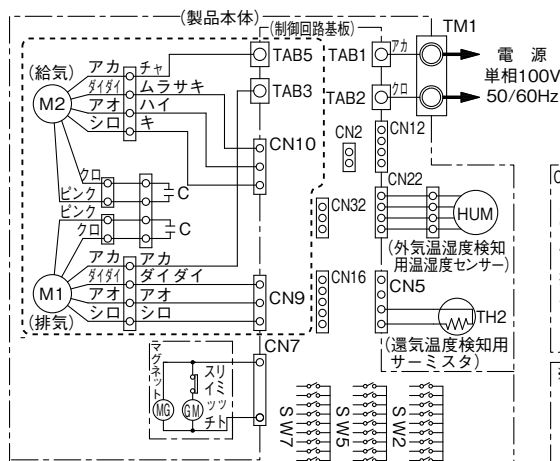 (製品本体)
(制御回路基板)
TM1
(給気)
M2
アカ
チャ
ダイダイ
ムラサキ
アオ
ハイ
シロ
キ
TAB5
TAB3
TAB1
アカ
TAB2
クロ
電 源
単相100V
50/60Hz
CN10
CN2
CN12
クロ
ピンク
C
ピンク
クロ
C
CN32
CN22
HUM
(外気温湿度検知
用温湿度センサー)
アカ
アカ
ダイダイ
ダイダイ
アオ
アオ
シロ
シロ
M1
(排気)
CN9
CN16
CN5
TH2
(還気温度検知用
サーミスタ)
CN7
マグネット
MG
GM
リミット
スイッチ
SW7
SW5
SW2